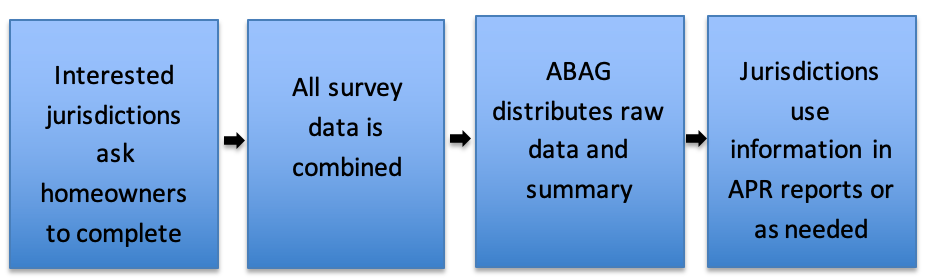 Interested
jurisdictions
ask
homeowners
to complete
All survey
data is
combined
ABAG
distributes raw
data and
summary
Jurisdictions
use
information in
APR reports or
as needed